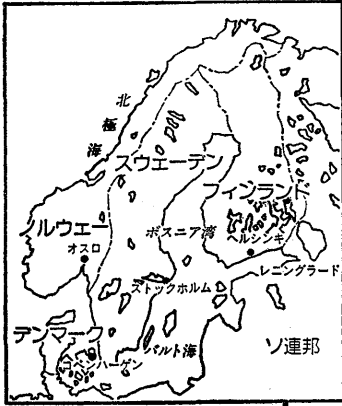 北極海
スウェーデン
フィンランド
ルウェー
ボスニア湾
ヘルシンキ
オスロ
レニングラード
ストックホルム
デンマーク
バルト海
ソ連邦
コペンハーゲン